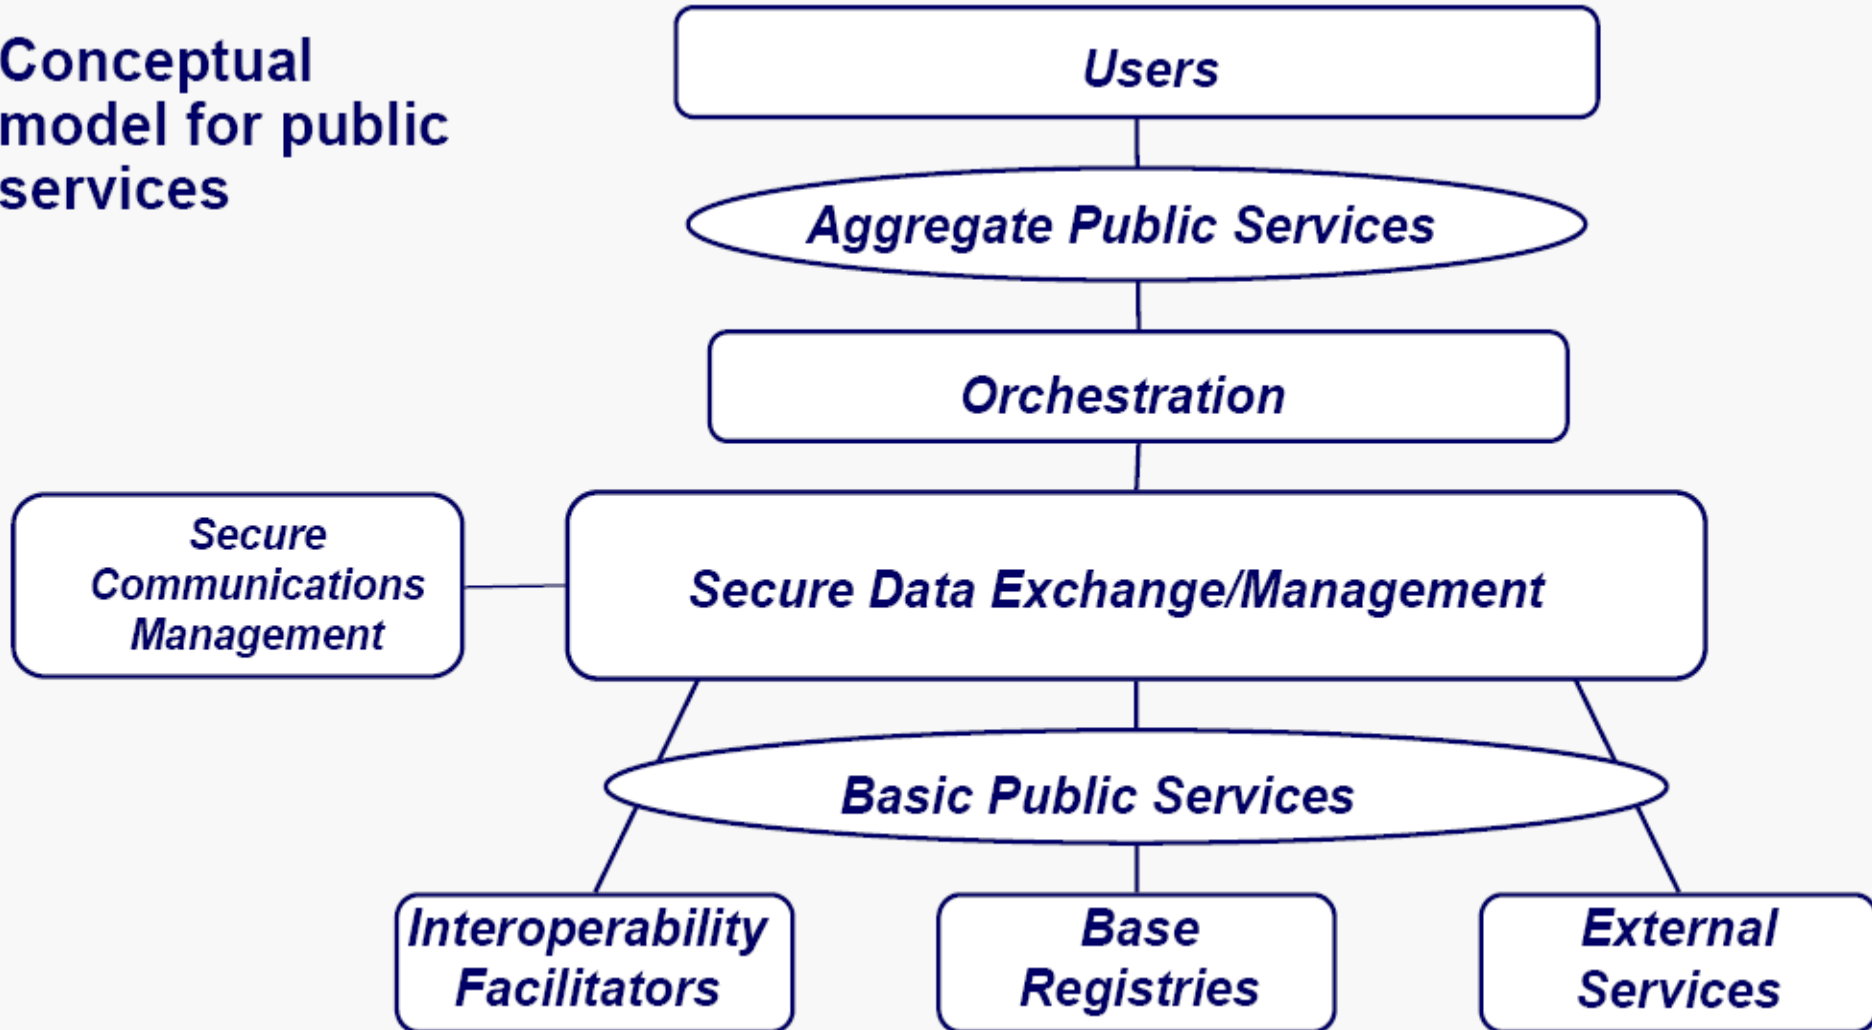 Conceptual
model for public
services
Users
Aggregate Public Services
Orchestration
Secure
Communications
Management
Secure Data Exchange/Management
Basic Public Services
Interoperability
Facilitators
Base
Registries
External
Services